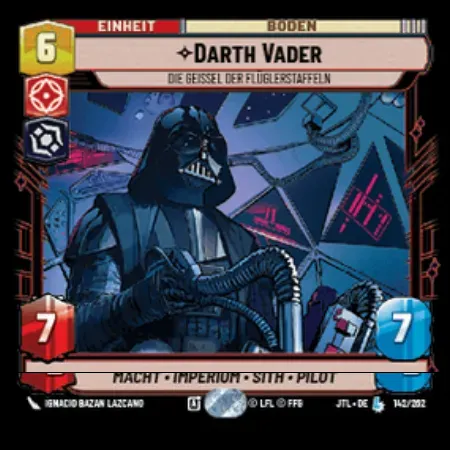 EINHEIT
BODEN
6
DARTH VADER
DIE GEISSEL DER FLÜGLERSTAFFELN
7
7
MACHT • IMPERIUM • SITH • PILOT
IGNACIO BAZAN LAZCANO
© LFL © FFG
JTL • DE
142/262